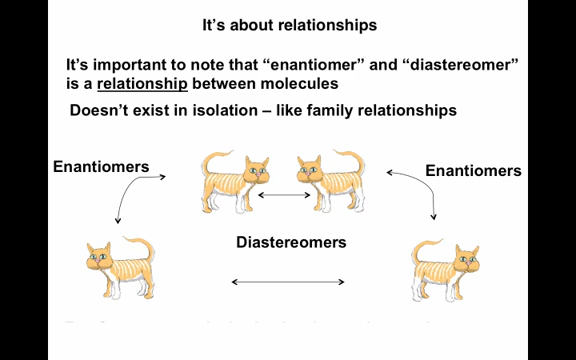 It's about relationships
It's important to note that “enantiomer” and “diastereomer”
is a relationship between molecules
Doesn't exist in isolation – like family relationships
Enantiomers
Enantiomers
Diastereomers